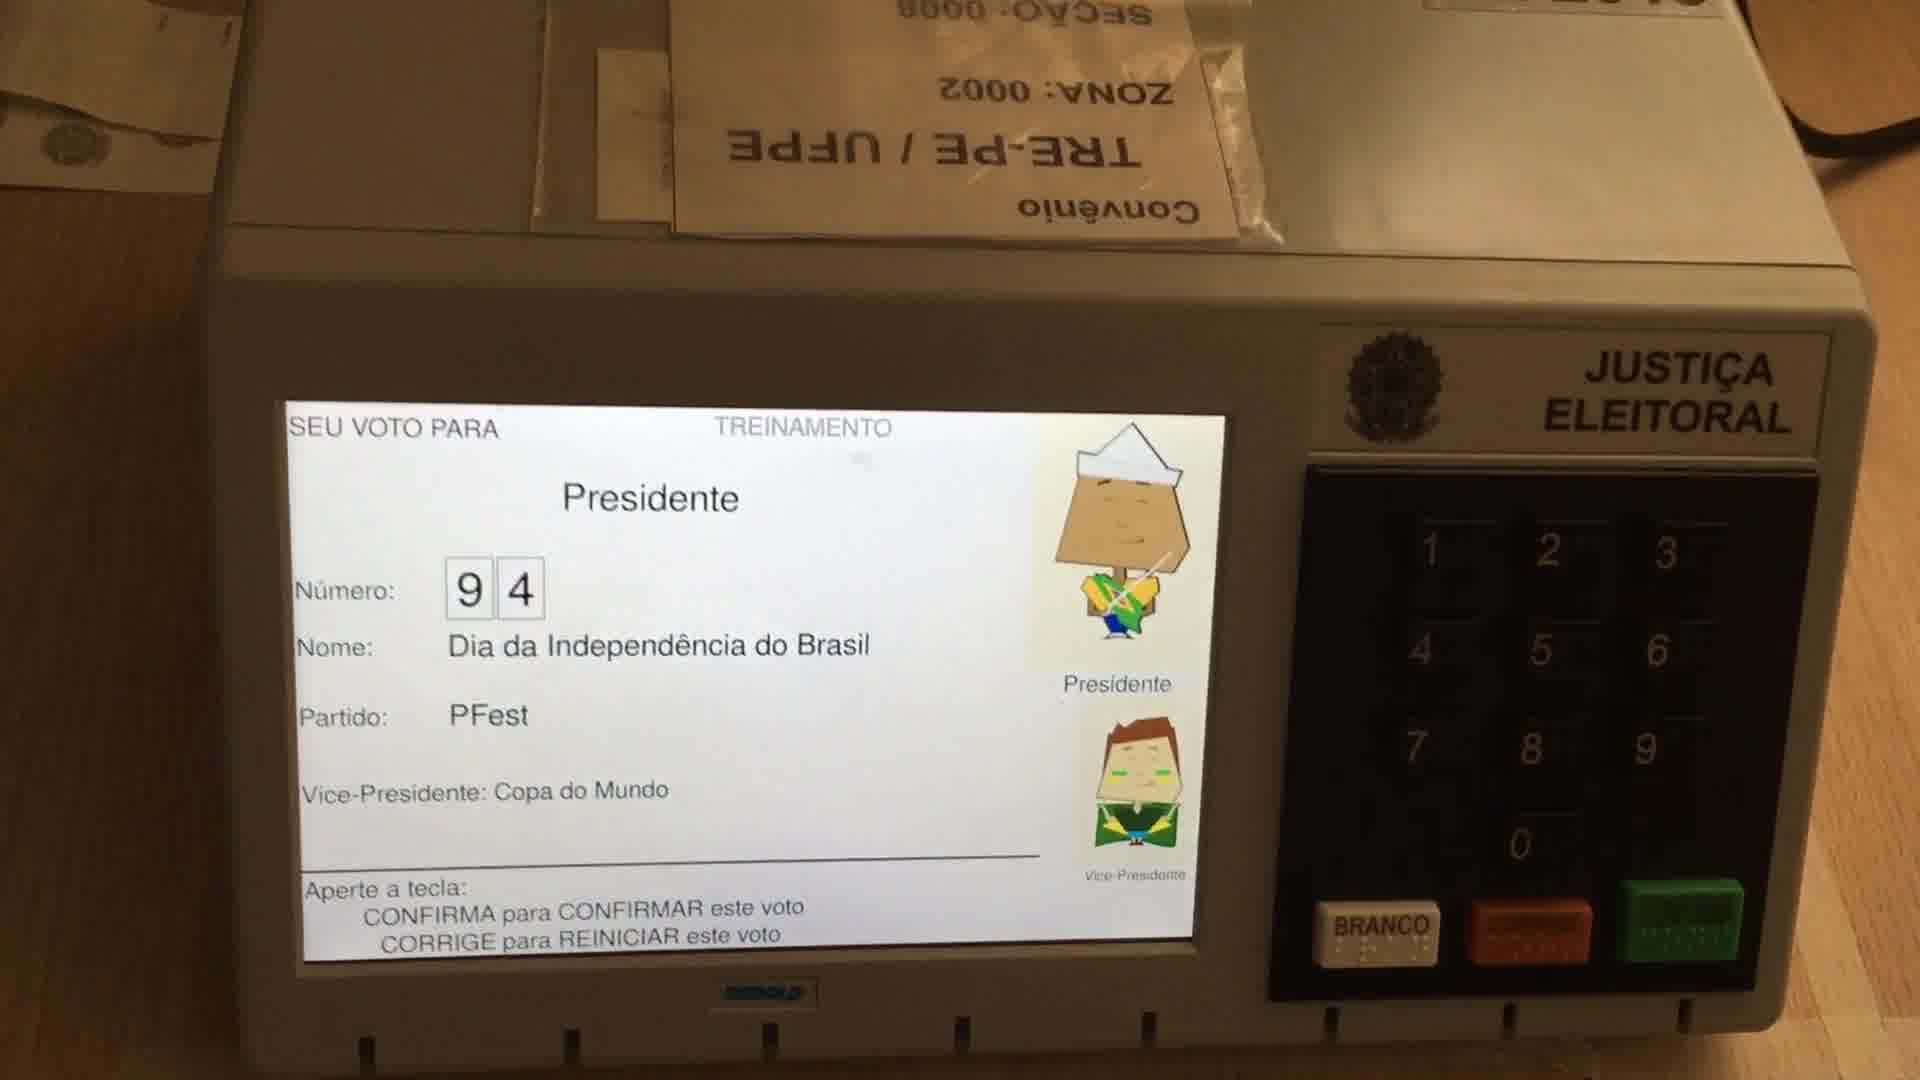 SEÇÃO: 0008
ZONA: 0002
TRE-PE / UFPE
Convênio
JUSTIÇA
ELEITORAL
SEU VOTO PARA
TREINAMENTO
Presidente
Número: 9 4
Nome: Dia da Independência do Brasil
Partido: PFest
Vice-Presidente: Copa do Mundo
Presidente
Vice-Presidente
Aperte a tecla:
CONFIRMA para CONFIRMAR este voto
CORRIGE para REINICIAR este voto
1 2 3
4 5 6
7 8 9
0
BRANCO